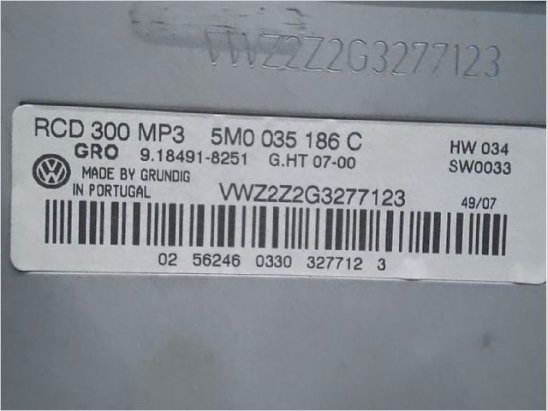 VWZ2Z2G3277123
RCD 300 MP3 5M0 035 186 C HW 034
GRO 9.18491-8251 G.HT 07-00 SW0033
MADE BY GRUNDIG
IN PORTUGAL VWZ2Z2G3277123 49/07
02 56246 0330 327712 3